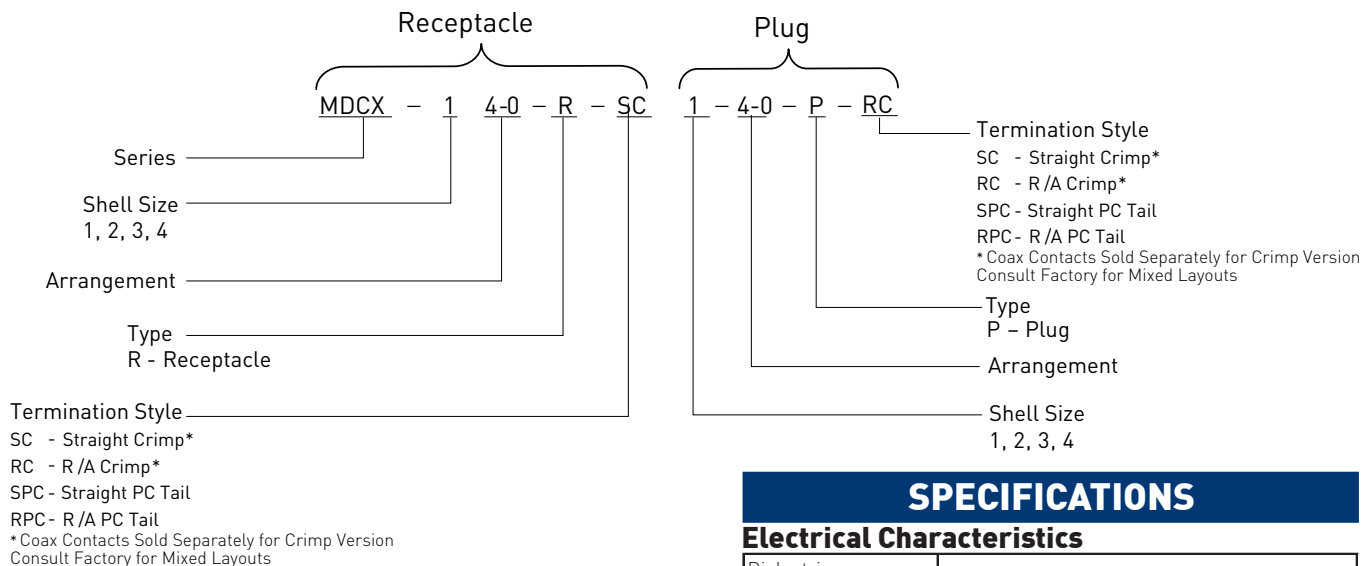 Receptacle
Plug
MDCX – 1 4-0 – R – SC 1 – 4-0 – P – RC
Series
Shell Size
1, 2, 3, 4
Arrangement
Type
R - Receptacle
Termination Style
SC - Straight Crimp*
RC - R/A Crimp*
SPC - Straight PC Tail
RPC - R/A PC Tail
* Coax Contacts Sold Separately for Crimp Version
Consult Factory for Mixed Layouts
Termination Style
SC - Straight Crimp*
RC - R/A Crimp*
SPC - Straight PC Tail
RPC - R/A PC Tail
* Coax Contacts Sold Separately for Crimp Version
Consult Factory for Mixed Layouts
Type
P – Plug
Arrangement
Shell Size
1, 2, 3, 4
SPECIFICATIONS
Electrical Characteristics